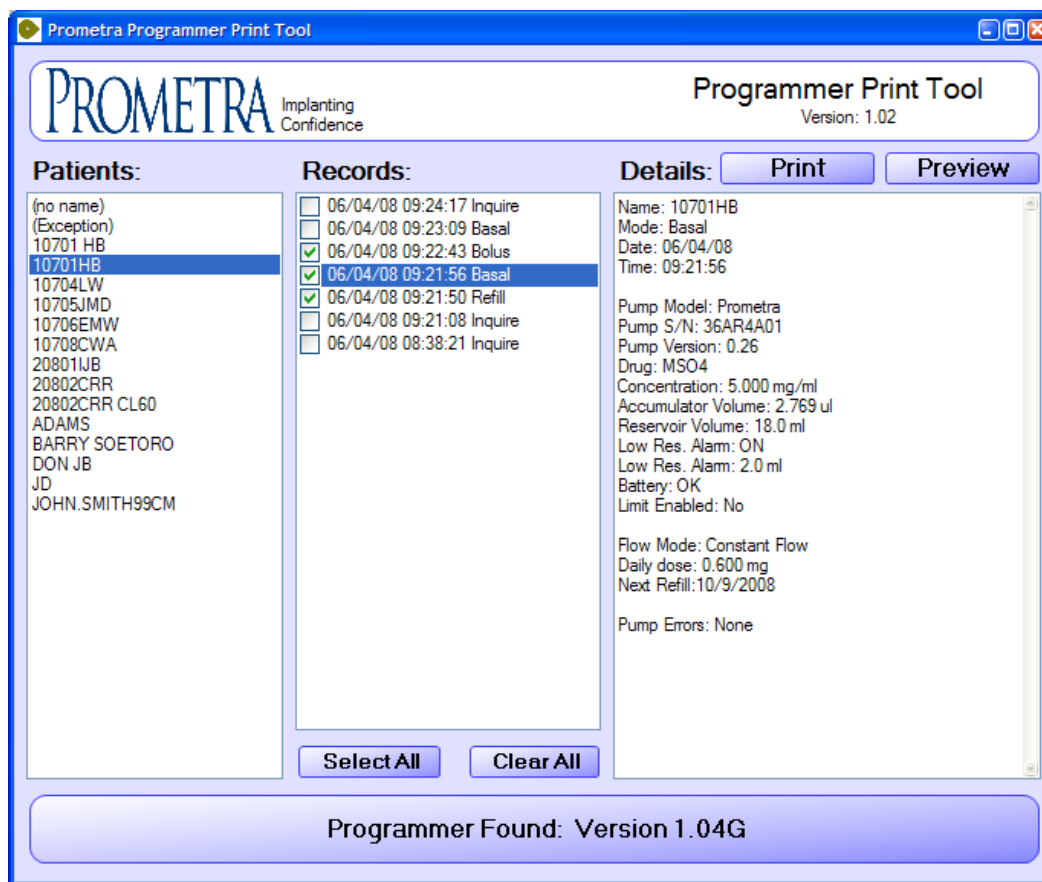 Prometra Programmer Print Tool
PROMETRA Implanting Confidence
Programmer Print Tool
Version: 1.02
Patients:
(no name)
(Exception)
10701 HB
10701HB
10704LW
10705JMD
10706EMW
10708CWA
20801IJB
20802CRR
20802CRR CL60
ADAMS
BARRY SOETORO
DON JB
JD
JOHN.SMITH99CM
Records:
06/04/08 09:24:17 Inquire
06/04/08 09:23:09 Basal
06/04/08 09:22:43 Bolus
06/04/08 09:21:56 Basal
06/04/08 09:21:50 Refill
06/04/08 09:21:08 Inquire
06/04/08 08:38:21 Inquire
Select All
Clear All
Details:
Print
Preview
Name: 10701HB
Mode: Basal
Date: 06/04/08
Time: 09:21:56
Pump Model: Prometra
Pump S/N: 36AR4A01
Pump Version: 0.26
Drug: MSO4
Concentration: 5.000 mg/ml
Accumulator Volume: 2.769 ul
Reservoir Volume: 18.0 ml
Low Res. Alarm: ON
Low Res. Alarm: 2.0 ml
Battery: OK
Limit Enabled: No
Flow Mode: Constant Flow
Daily dose: 0.600 mg
Next Refill:10/9/2008
Pump Errors: None
Programmer Found: Version 1.04G